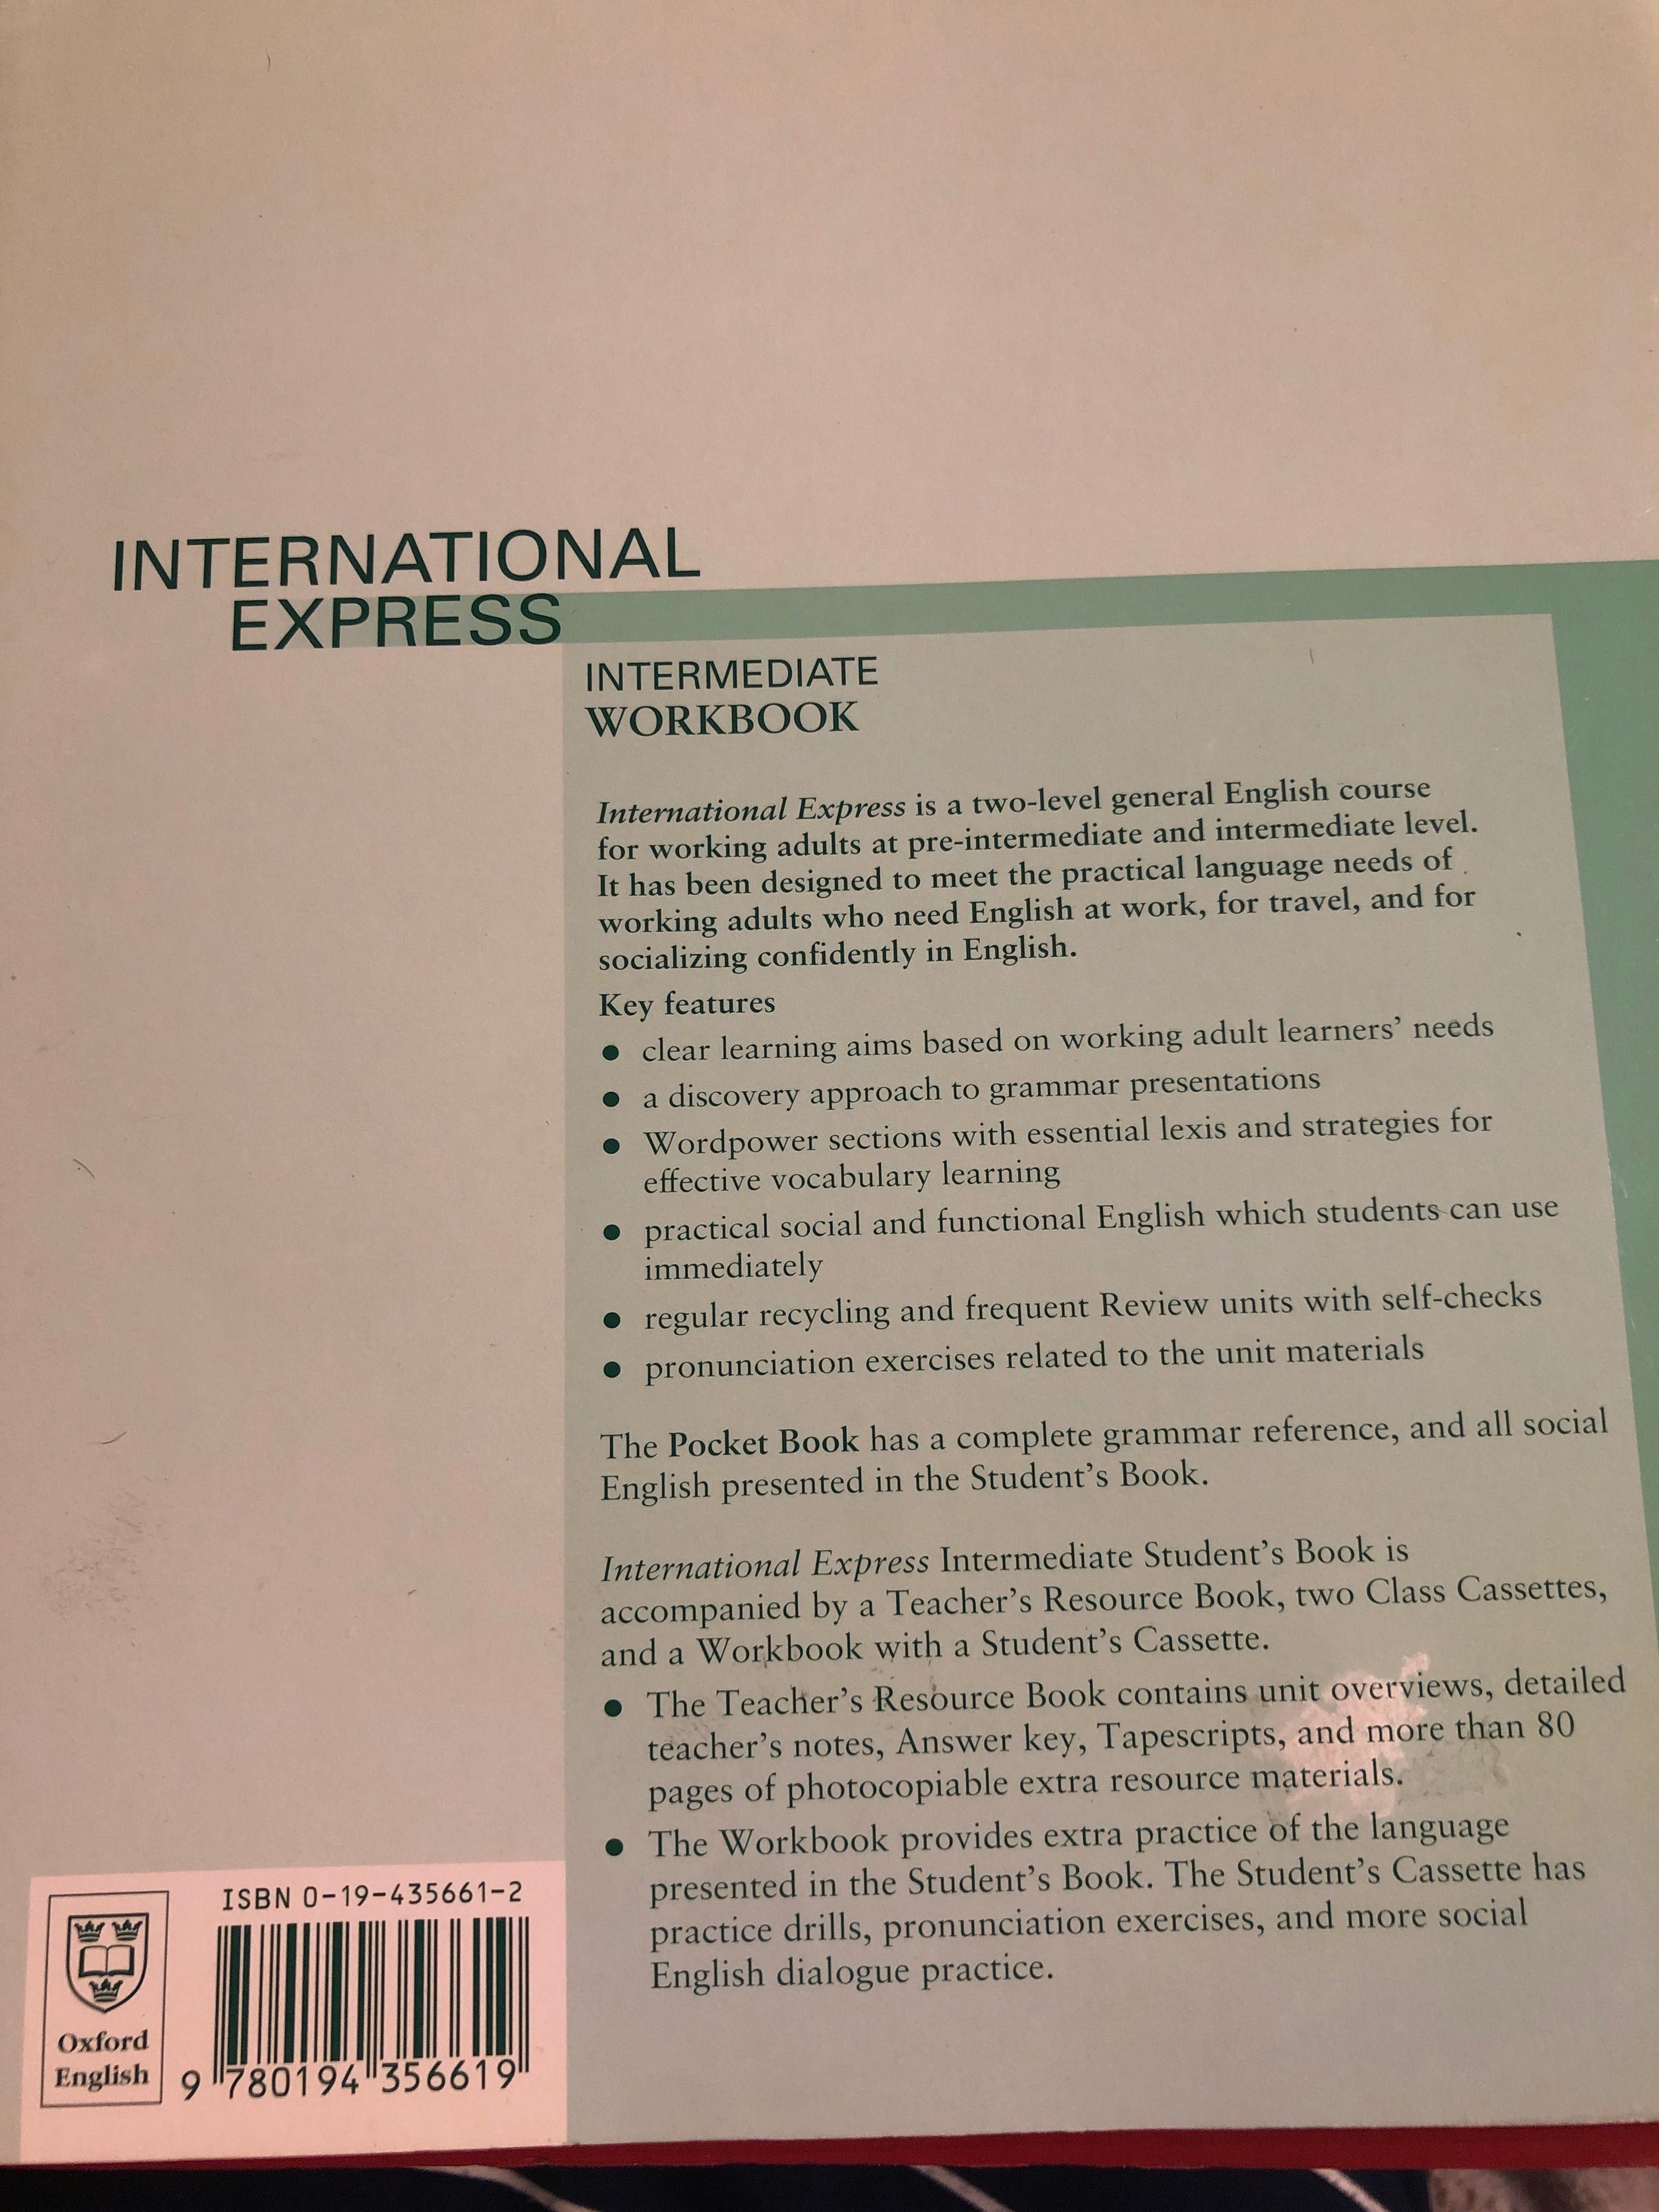 INTERNATIONAL
EXPRESS
INTERMEDIATE
WORKBOOK
International Express is a two-level general English course
for working adults at pre-intermediate and intermediate level.
It has been designed to meet the practical language needs of
working adults who need English at work, for travel, and for
socializing confidently in English.
Key features
● clear learning aims based on working adult learners’ needs
● a discovery approach to grammar presentations
● Wordpower sections with essential lexis and strategies for
effective vocabulary learning
● practical social and functional English which students can use
immediately
● regular recycling and frequent Review units with self-checks
● pronunciation exercises related to the unit materials
The Pocket Book has a complete grammar reference, and all social
English presented in the Student’s Book.
International Express Intermediate Student’s Book is
accompanied by a Teacher’s Resource Book, two Class Cassettes,
and a Workbook with a Student’s Cassette.
● The Teacher’s Resource Book contains unit overviews, detailed
teacher’s notes, Answer key, Tapescripts, and more than 80
pages of photocopiable extra resource materials.
● The Workbook provides extra practice of the language
presented in the Student’s Book. The Student’s Cassette has
practice drills, pronunciation exercises, and more social
English dialogue practice.
ISBN 0-19-435661-2
Oxford
English
9 780194 356619